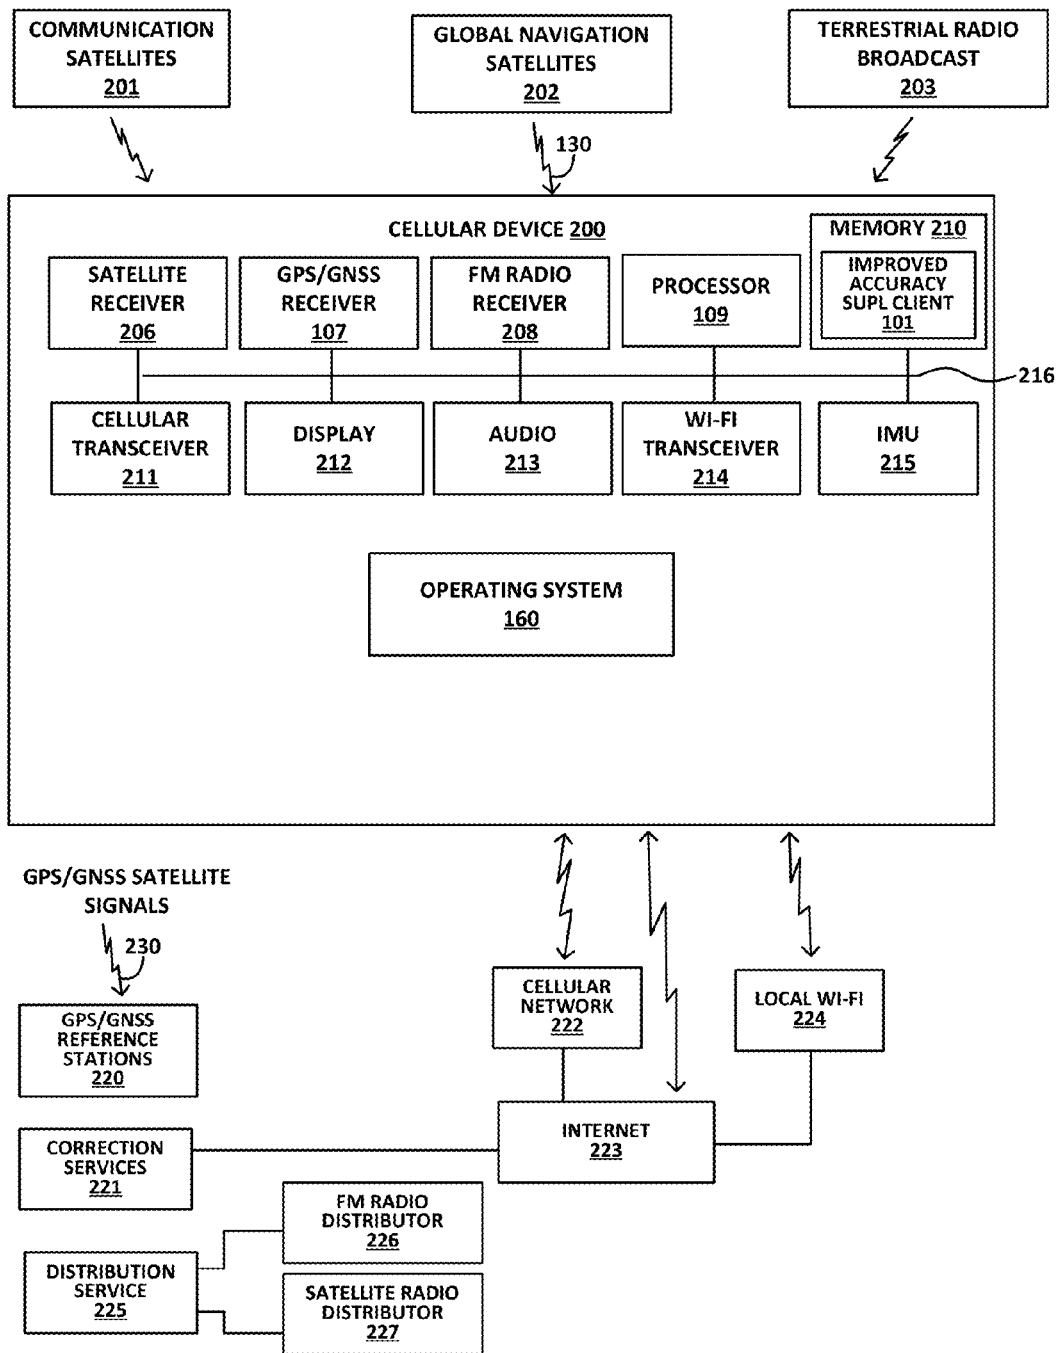 COMMUNICATION
SATELLITES
201
GLOBAL NAVIGATION
SATELLITES
202
TERRESTRIAL RADIO
BROADCAST
203
130
CELLULAR DEVICE 200
MEMORY 210
IMPROVED
ACCURACY
SUPL CLIENT
101
SATELLITE
RECEIVER
206
GPS/GNSS
RECEIVER
107
FM RADIO
RECEIVER
208
PROCESSOR
109
216
CELLULAR
TRANSCEIVER
211
DISPLAY
212
AUDIO
213
WI-FI
TRANSCEIVER
214
IMU
215
OPERATING SYSTEM
160
GPS/GNSS SATELLITE
SIGNALS
230
GPS/GNSS
REFERENCE
STATIONS
220
CELLULAR
NETWORK
222
LOCAL WI-FI
224
INTERNET
223
CORRECTION
SERVICES
221
FM RADIO
DISTRIBUTOR
226
DISTRIBUTION
SERVICE
225
SATELLITE RADIO
DISTRIBUTOR
227